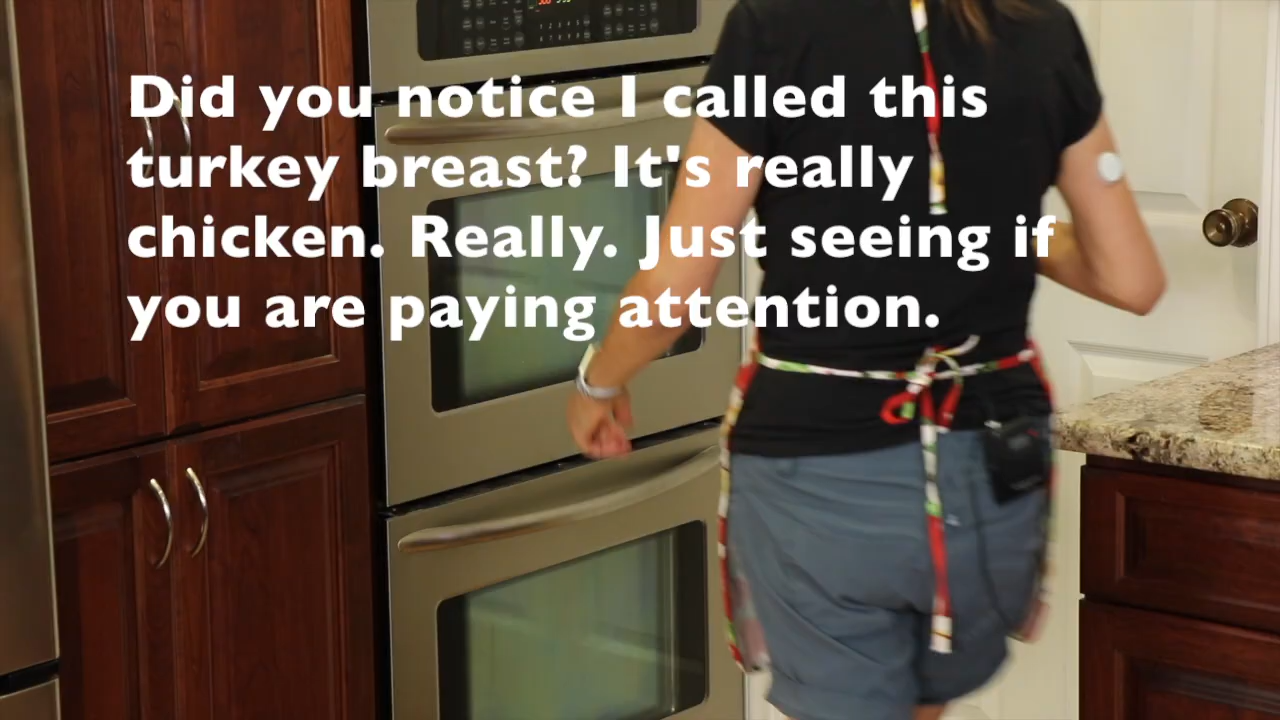 Did you notice I called this
turkey breast? It's really
chicken. Really. Just seeing if
you are paying attention.